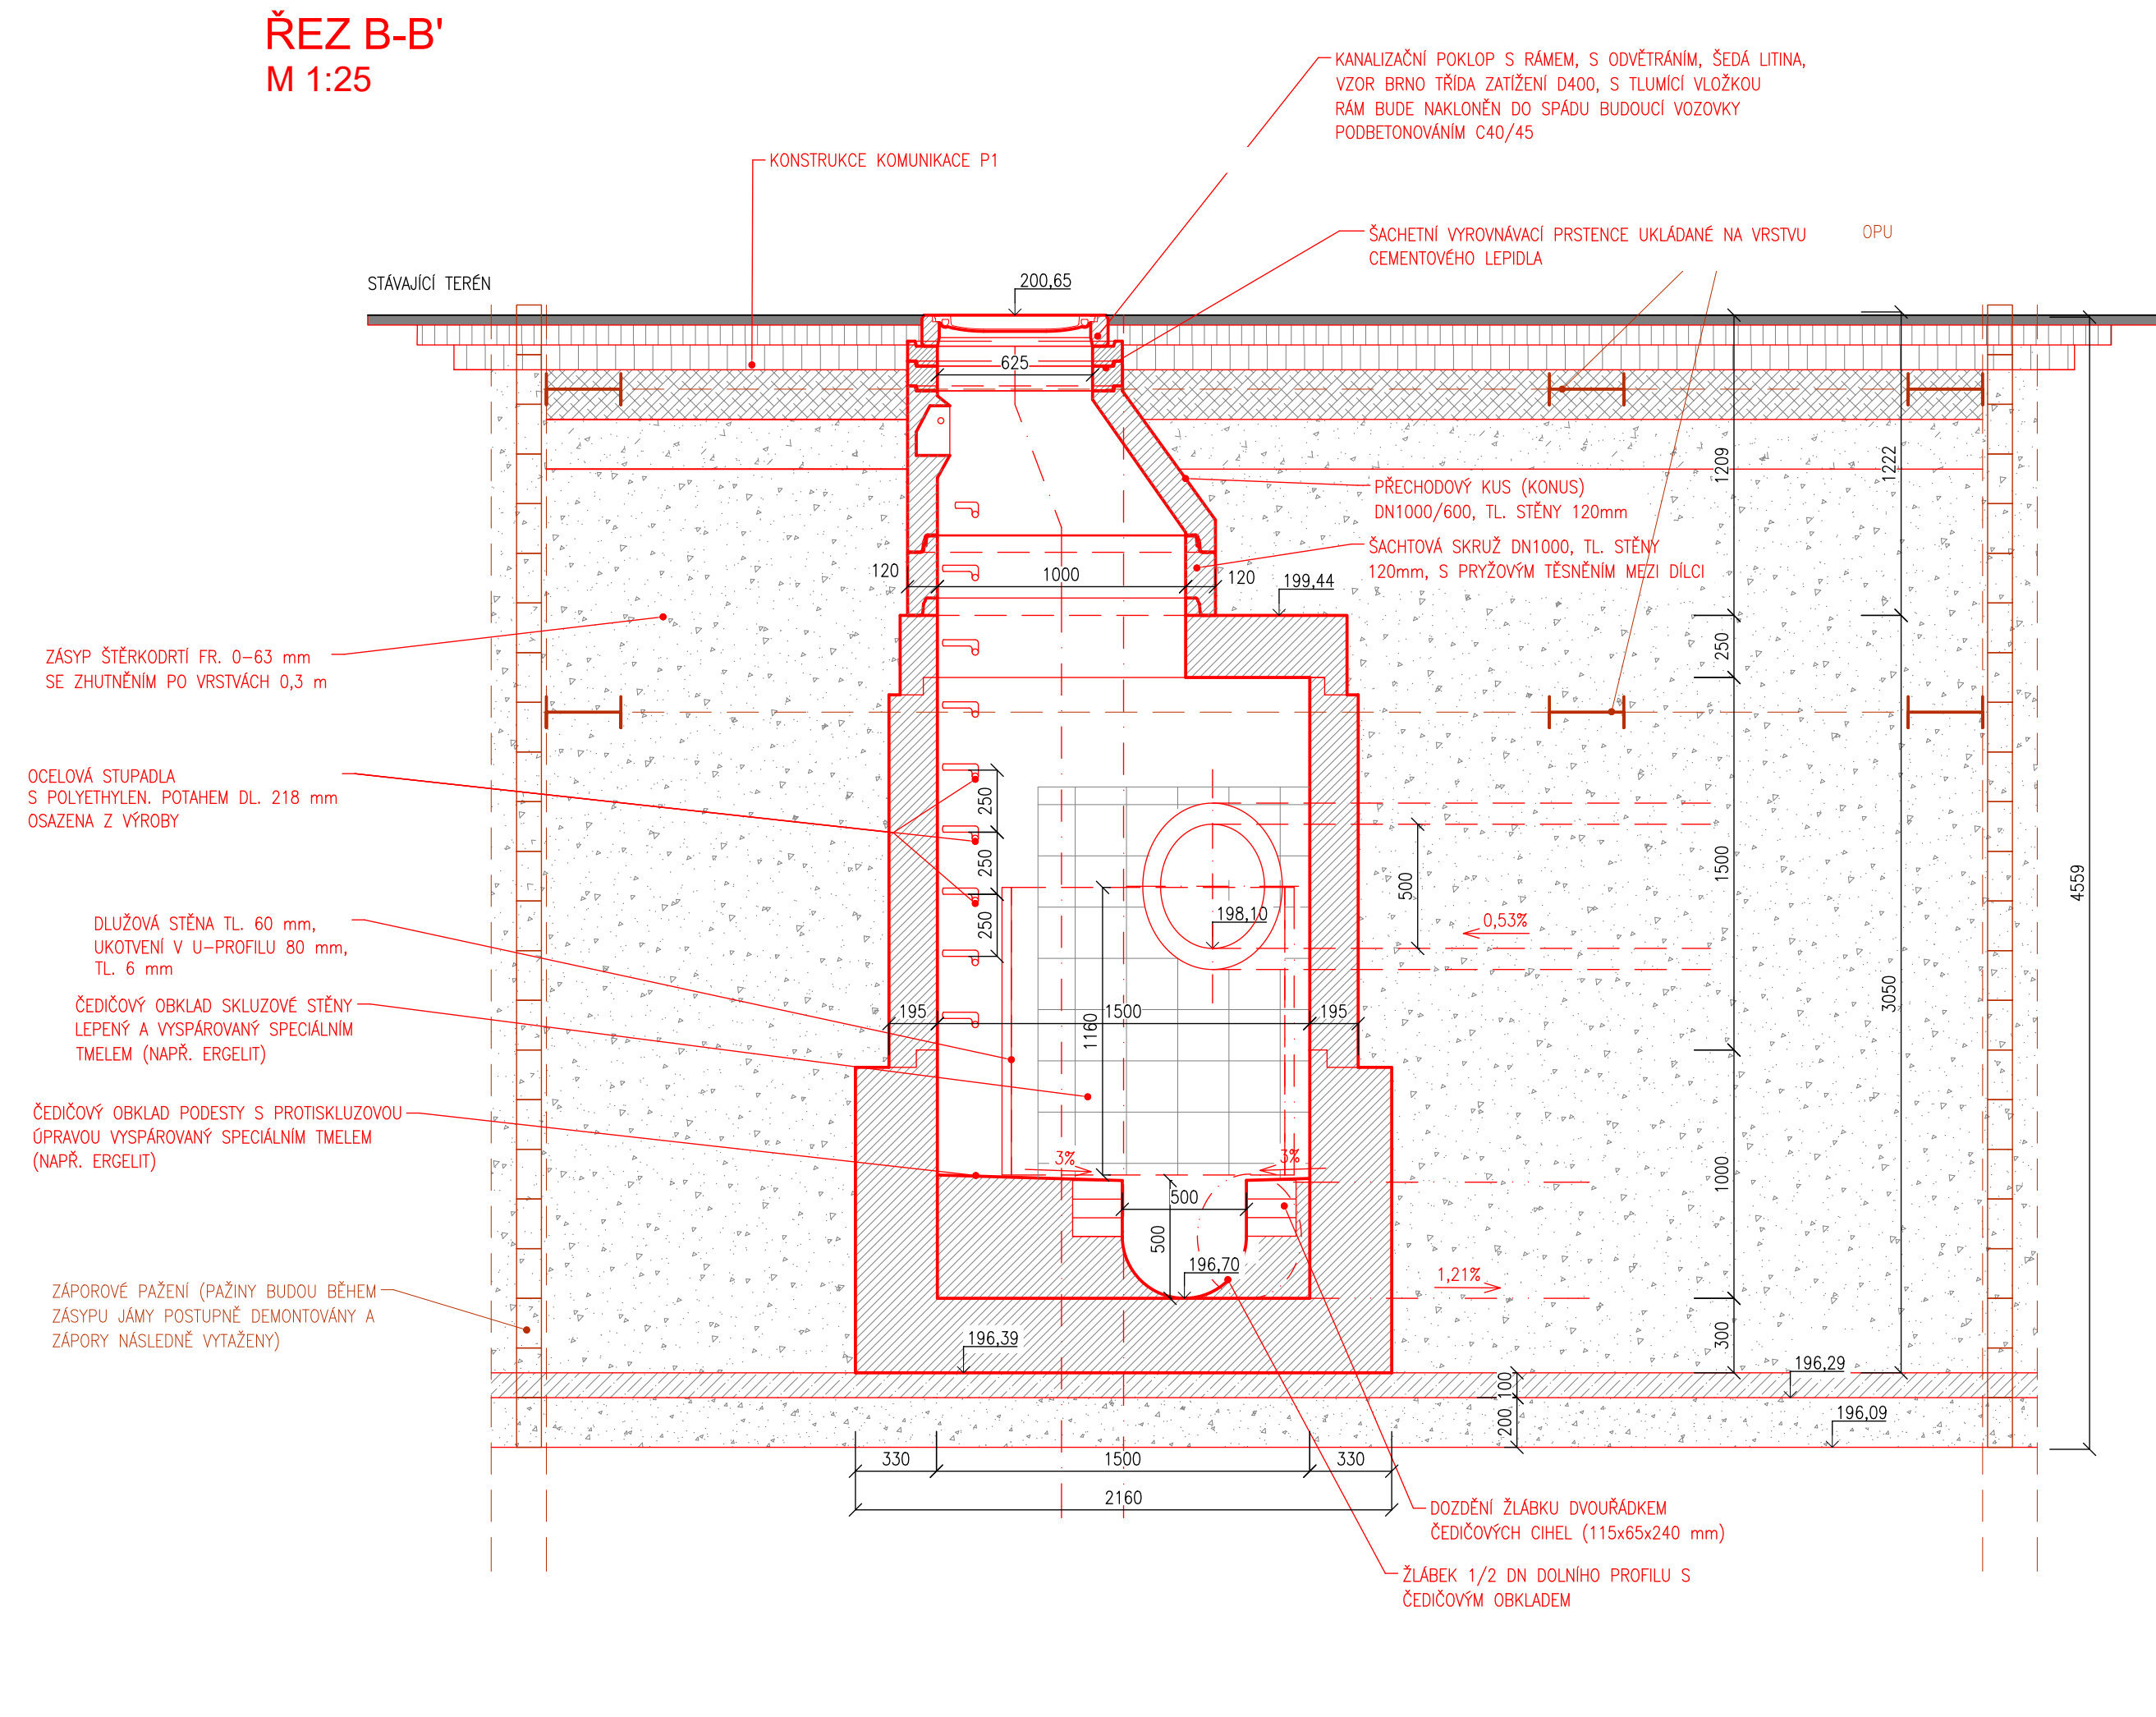 ŘEZ B-B'
M 1:25
KANALIZAČNÍ POKLOP S RÁMEM, S ODVĚTRÁNÍM, ŠEDÁ LITINA,
VZOR BRNO TŘÍDA ZATÍŽENÍ D400, S TLUMÍCÍ VLOŽKOU
RÁM BUDE NAKLONĚN DO SPÁDU BUDOUCÍ VOZOVKY
PODBETONOVÁNÍM C40/45
KONSTRUKCE KOMUNIKACE P1
ŠACHETNÍ VYROVNÁVACÍ PRSTENCE UKLÁDANÉ NA VRSTVU
CEMENTOVÉHO LEPIDLA
OPU
STÁVAJÍCÍ TERÉN
200,65
625
1209
1222
PŘECHODOVÝ KUS (KONUS)
DN1000/600, TL. STĚNY 120mm
ŠACHTOVÁ SKRUŽ DN1000, TL. STĚNY
120mm, S PRYŽOVÝM TĚSNĚNÍM MEZI DÍLCI
120
1000
120
199,44
250
ZÁSYP ŠTĚRKODRTÍ FR. 0-63 mm
SE ZHUTNĚNÍM PO VRSTVÁCH 0,3 m
OCELOVÁ STUPADLA
S POLYETHYLEN. POTAHEM DL. 218 mm
OSAZENA Z VÝROBY
250
250
250
1500
500
4559
198,10
0,53%
DLUŽOVÁ STĚNA TL. 60 mm,
UKOTVENÍ V U-PROFILU 80 mm,
TL. 6 mm
3050
ČEDIČOVÝ OBKLAD SKLUZOVÉ STĚNY
LEPENÝ A VYSPÁROVANÝ SPECIÁLNÍM
TMELEM (NAPŘ. ERGELIT)
195
1500
195
1160
ČEDIČOVÝ OBKLAD PODESTY S PROTISKLUZOVOU
ÚPRAVOU VYSPÁROVANÝ SPECIÁLNÍM TMELEM
(NAPŘ. ERGELIT)
3%
3%
1000
500
500
196,70
1,21%
ZÁPOROVÉ PAŽENÍ (PAŽINY BUDOU BĚHEM
ZÁSYPU JÁMY POSTUPNĚ DEMONTOVÁNY A
ZÁPORY NÁSLEDNĚ VYTAŽENY)
196,39
300
196,29
100
200
196,09
330
1500
330
2160
DOZDĚNÍ ŽLÁBKU DVOUŘÁDKEM
ČEDIČOVÝCH CIHEL (115x65x240 mm)
ŽLÁBEK 1/2 DN DOLNÍHO PROFILU S
ČEDIČOVÝM OBKLADEM